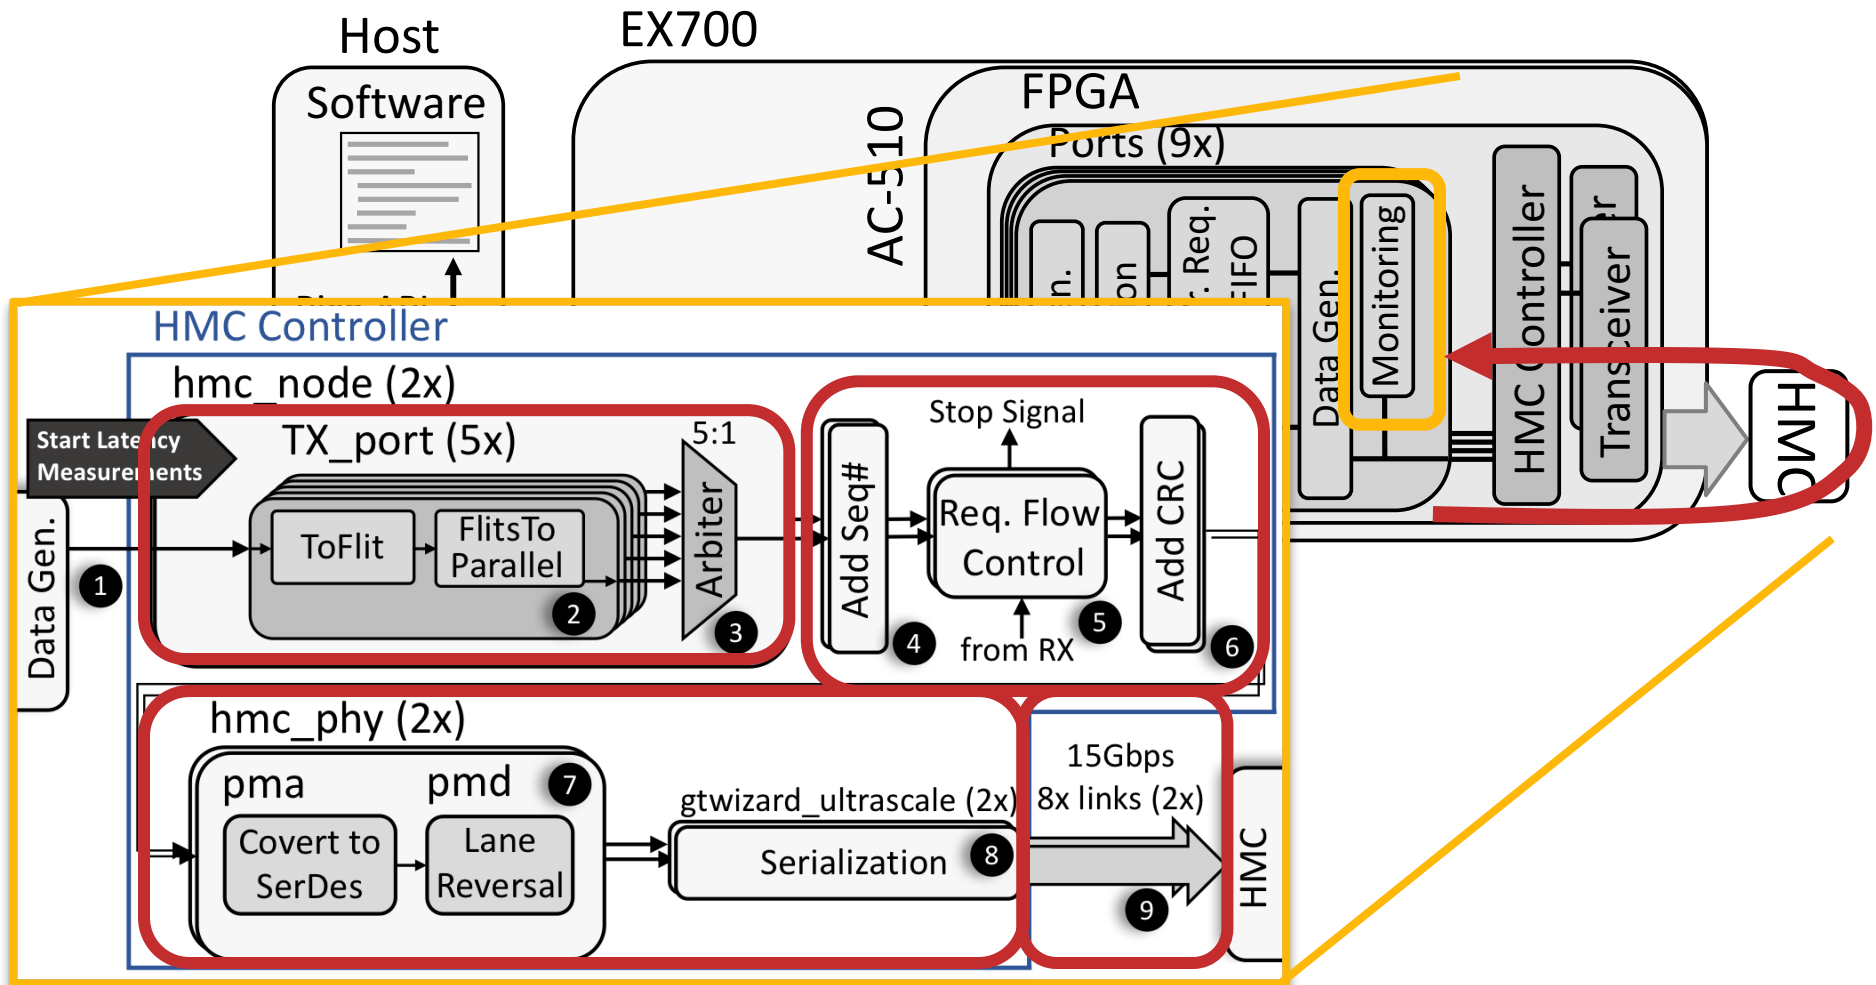 Host
EX700
Software
FPGA
AC-510
Ports (9x)
Req.
FIFO
Data Gen.
Monitoring
HMC Controller
Transceiver
HMC
HMC Controller
hmc_node (2x)
Start Latency
Measurements
TX_port (5x)
5:1
ToFlit
FlitsTo
Parallel
Arbiter
Data Gen.
1
2
3
Stop Signal
Add Seq#
Req. Flow
Control
Add CRC
from RX
4
5
6
hmc_phy (2x)
pma
pmd
7
Covert to
SerDes
Lane
Reversal
gtwizard_ultrascale (2x)
Serialization
8
15Gbps
8x links (2x)
9
HMC